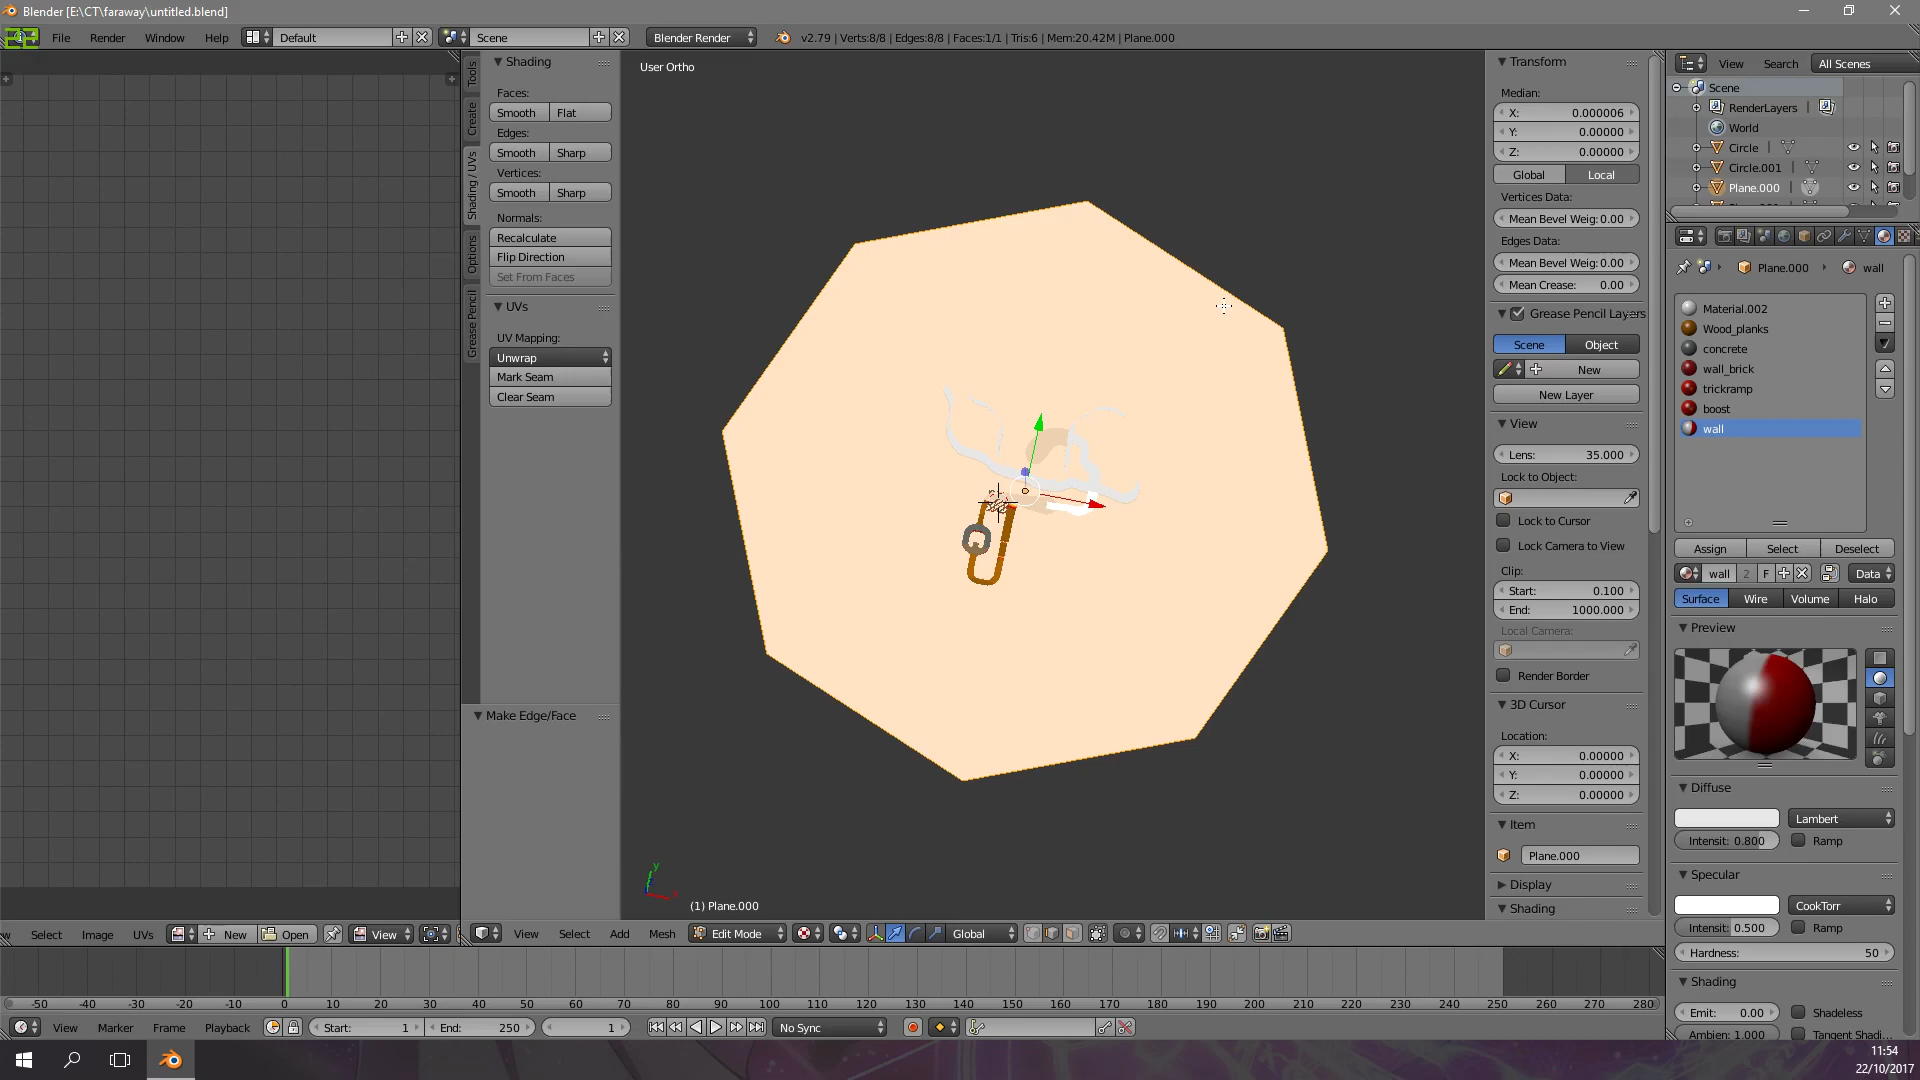 Blender [E:\CT\faraway\untitled.blend]
File Render Window Help Default Scene Blender Render v2.79 | Verts:8/8 | Edges:8/8 | Faces:1/1 | Tris:6 | Mem:20.42M | Plane.000
User Ortho
Tools
Create
Shading / UVs
Options
Grease Pencil
Shading
Faces:
Smooth Flat
Edges:
Smooth Sharp
Vertices:
Smooth Sharp
Normals:
Recalculate
Flip Direction
Set From Faces
UVs
UV Mapping:
Unwrap
Mark Seam
Clear Seam
Make Edge/Face
(1) Plane.000
Transform
Median:
X: 0.000006
Y: 0.00000
Z: 0.00000
Global Local
Vertices Data:
Mean Bevel Weig: 0.00
Edges Data:
Mean Bevel Weig: 0.00
Mean Crease: 0.00
Grease Pencil Layers
Scene Object
New
New Layer
View
Lens: 35.000
Lock to Object:
Lock to Cursor
Lock Camera to View
Clip:
Start: 0.100
End: 1000.000
Local Camera:
Render Border
3D Cursor
Location:
X: 0.00000
Y: 0.00000
Z: 0.00000
Item
Plane.000
Display
Shading
View Search All Scenes
Scene
RenderLayers
World
Circle
Circle.001
Plane.000
Plane.000 wall
Material.002
Wood_planks
concrete
wall_brick
trickramp
boost
wall
Assign Select Deselect
wall 2 F Data
Surface Wire Volume Halo
Preview
Diffuse
Lambert
Intensit: 0.800 Ramp
Specular
CookTorr
Intensit: 0.500 Ramp
Hardness: 50
Shading
Emit: 0.00 Shadeless
Ambien: 1.000 Tangent Shadi...
Select Image UVs New Open View
View Select Add Mesh Edit Mode Global
-50 -40 -30 -20 -10 0 10 20 30 40 50 60 70 80 90 100 110 120 130 140 150 160 170 180 190 200 210 220 230 240 250 260 270 280
View Marker Frame Playback Start: 1 End: 250 1 No Sync
11:54
22/10/2017